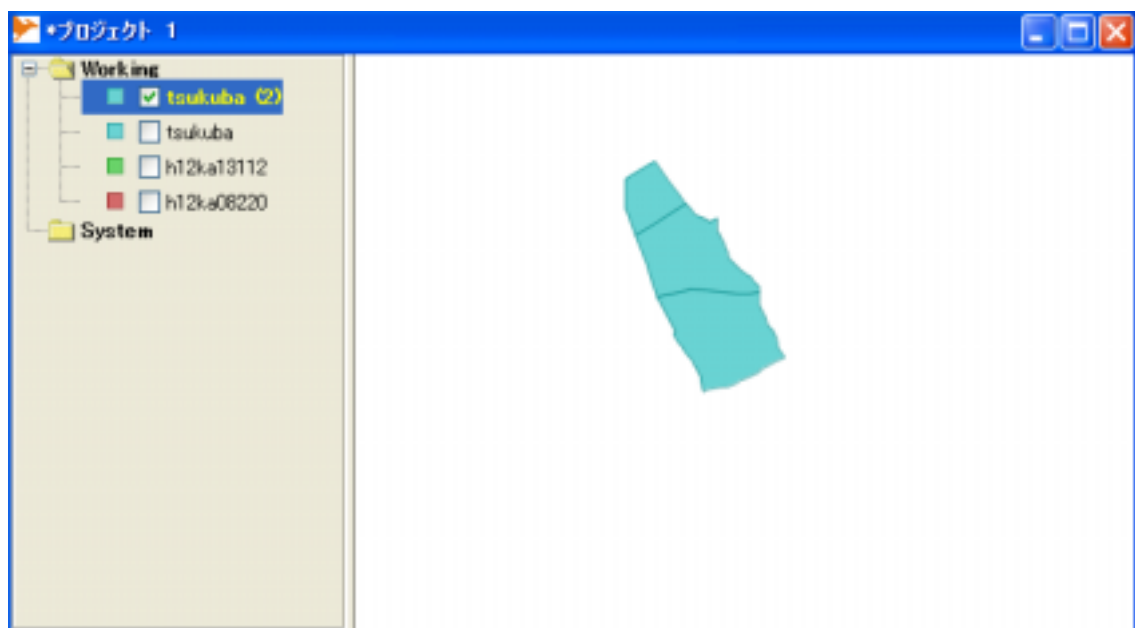 *プロジェクト 1
Working
tsukuba (2)
tsukuba
h12ka13112
h12ka08220
System